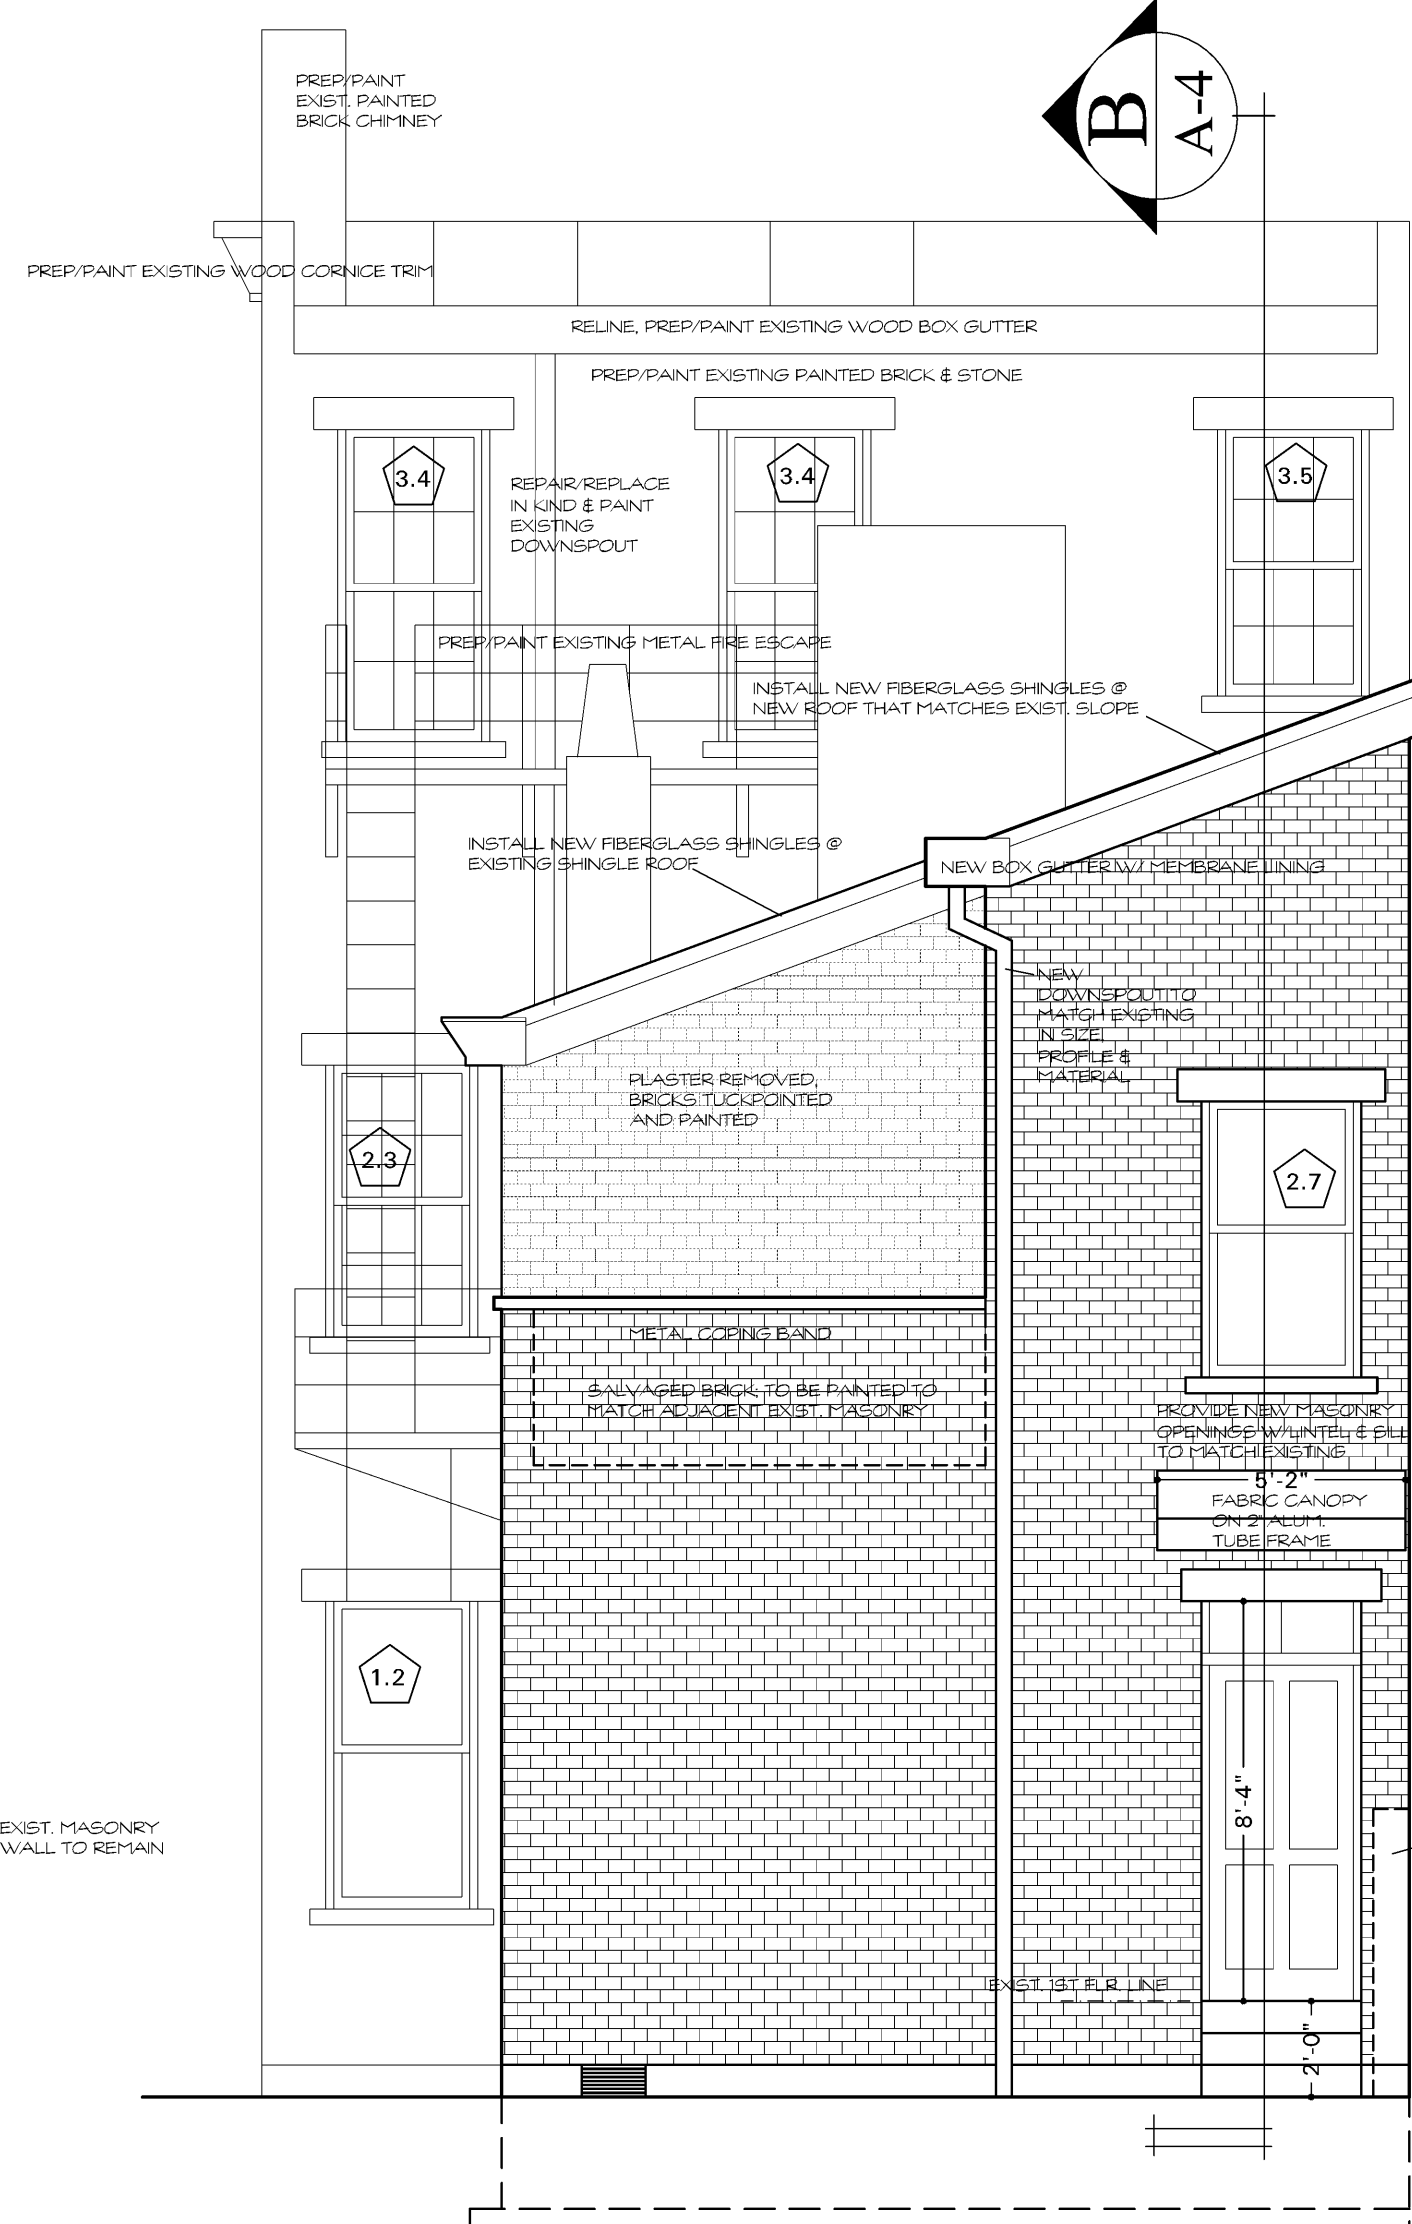 PREP/PAINT
EXIST. PAINTED
BRICK CHIMNEY
B
A-4
PREP/PAINT EXISTING WOOD CORNICE TRIM
RELINE, PREP/PAINT EXISTING WOOD BOX GUTTER
PREP/PAINT EXISTING PAINTED BRICK & STONE
3.4
3.4
3.5
REPAIR/REPLACE
IN KIND & PAINT
EXISTING
DOWNSPOUT
PREP/PAINT EXISTING METAL FIRE ESCAPE
INSTALL NEW FIBERGLASS SHINGLES @
NEW ROOF THAT MATCHES EXIST. SLOPE
INSTALL NEW FIBERGLASS SHINGLES @
EXISTING SHINGLE ROOF
NEW BOX GUTTER W/ MEMBRANE LINING
NEW
DOWNSPOUT TO
MATCH EXISTING
IN SIZE,
PROFILE &
MATERIAL
PLASTER REMOVED,
BRICKS TUCKPOINTED
AND PAINTED
2.3
2.7
METAL COPING BAND
SALVAGED BRICK; TO BE PAINTED TO
MATCH ADJACENT EXIST. MASONRY
PROVIDE NEW MASONRY
OPENINGS W/ LINTEL & SILL
TO MATCH EXISTING
5'-2"
FABRIC CANOPY
ON 2" ALUM.
TUBE FRAME
1.2
8'-4"
EXIST. MASONRY
WALL TO REMAIN
EXIST. 1ST FLR. LINE
2'-0"